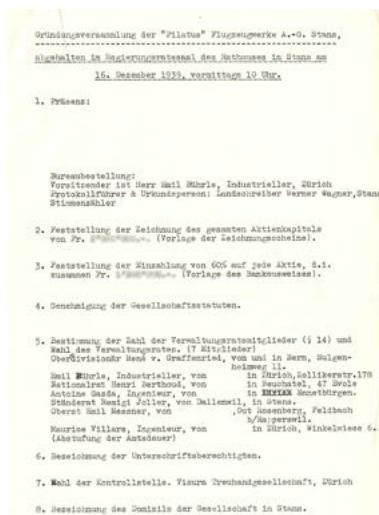 Gründungsversammlung der "Pilatus" Flugzeugwerke A.-G. Stans,
abgehalten im Regierungsratssaal des Rathauses in Stans am
16. Dezember 1939, vormittags 10 Uhr.
1. Präsenz:
Bureaubestellung:
Vorsitzender ist Herr Emil Bührle, Industrieller, Zürich
Protokollführer & Urkundsperson: Landschreiber Werner Wagner, Stans
Stimmenzähler
2. Feststellung der Zeichnung des gesamten Aktienkapitals
von Fr. (Vorlage der Zeichnungsscheine).
3. Feststellung der Einzahlung von 60% auf jede Aktie, d.i.
zusammen Fr. (Vorlage des Bankausweises).
4. Genehmigung der Gesellschaftsstatuten.
5. Bestimmung der Zahl der Verwaltungsratsmitglieder (§ 14) und
Wahl des Verwaltungsrates. (7 Mitglieder)
Oberdivisionär René v. Graffenried, von und in Bern, Sulgen-
heimweg 11.
Emil Bührle, Industrieller, von in Zürich, Zollikerstr. 178
Nationalrat Henri Berthoud, von in Neuchatel, 47 Evole
Antoine Gazda, Ingenieur, von in Ennetbürgen.
Ständerat Remigi Joller, von Dallenwil, in Stans.
Oberst Emil Messner, von , Gut Rosenberg, Feldbach
b/Rapperswil.
Maurice Villars, Ingenieur, von in Zürich, Winkelwiese 6.
(Abstufung der Amtsdauer)
6. Bezeichnung der Unterschriftsberechtigten.
7. Wahl der Kontrollstelle. Visura Treuhandgesellschaft, Zürich
8. Bezeichnung des Domizils der Gesellschaft in Stans.